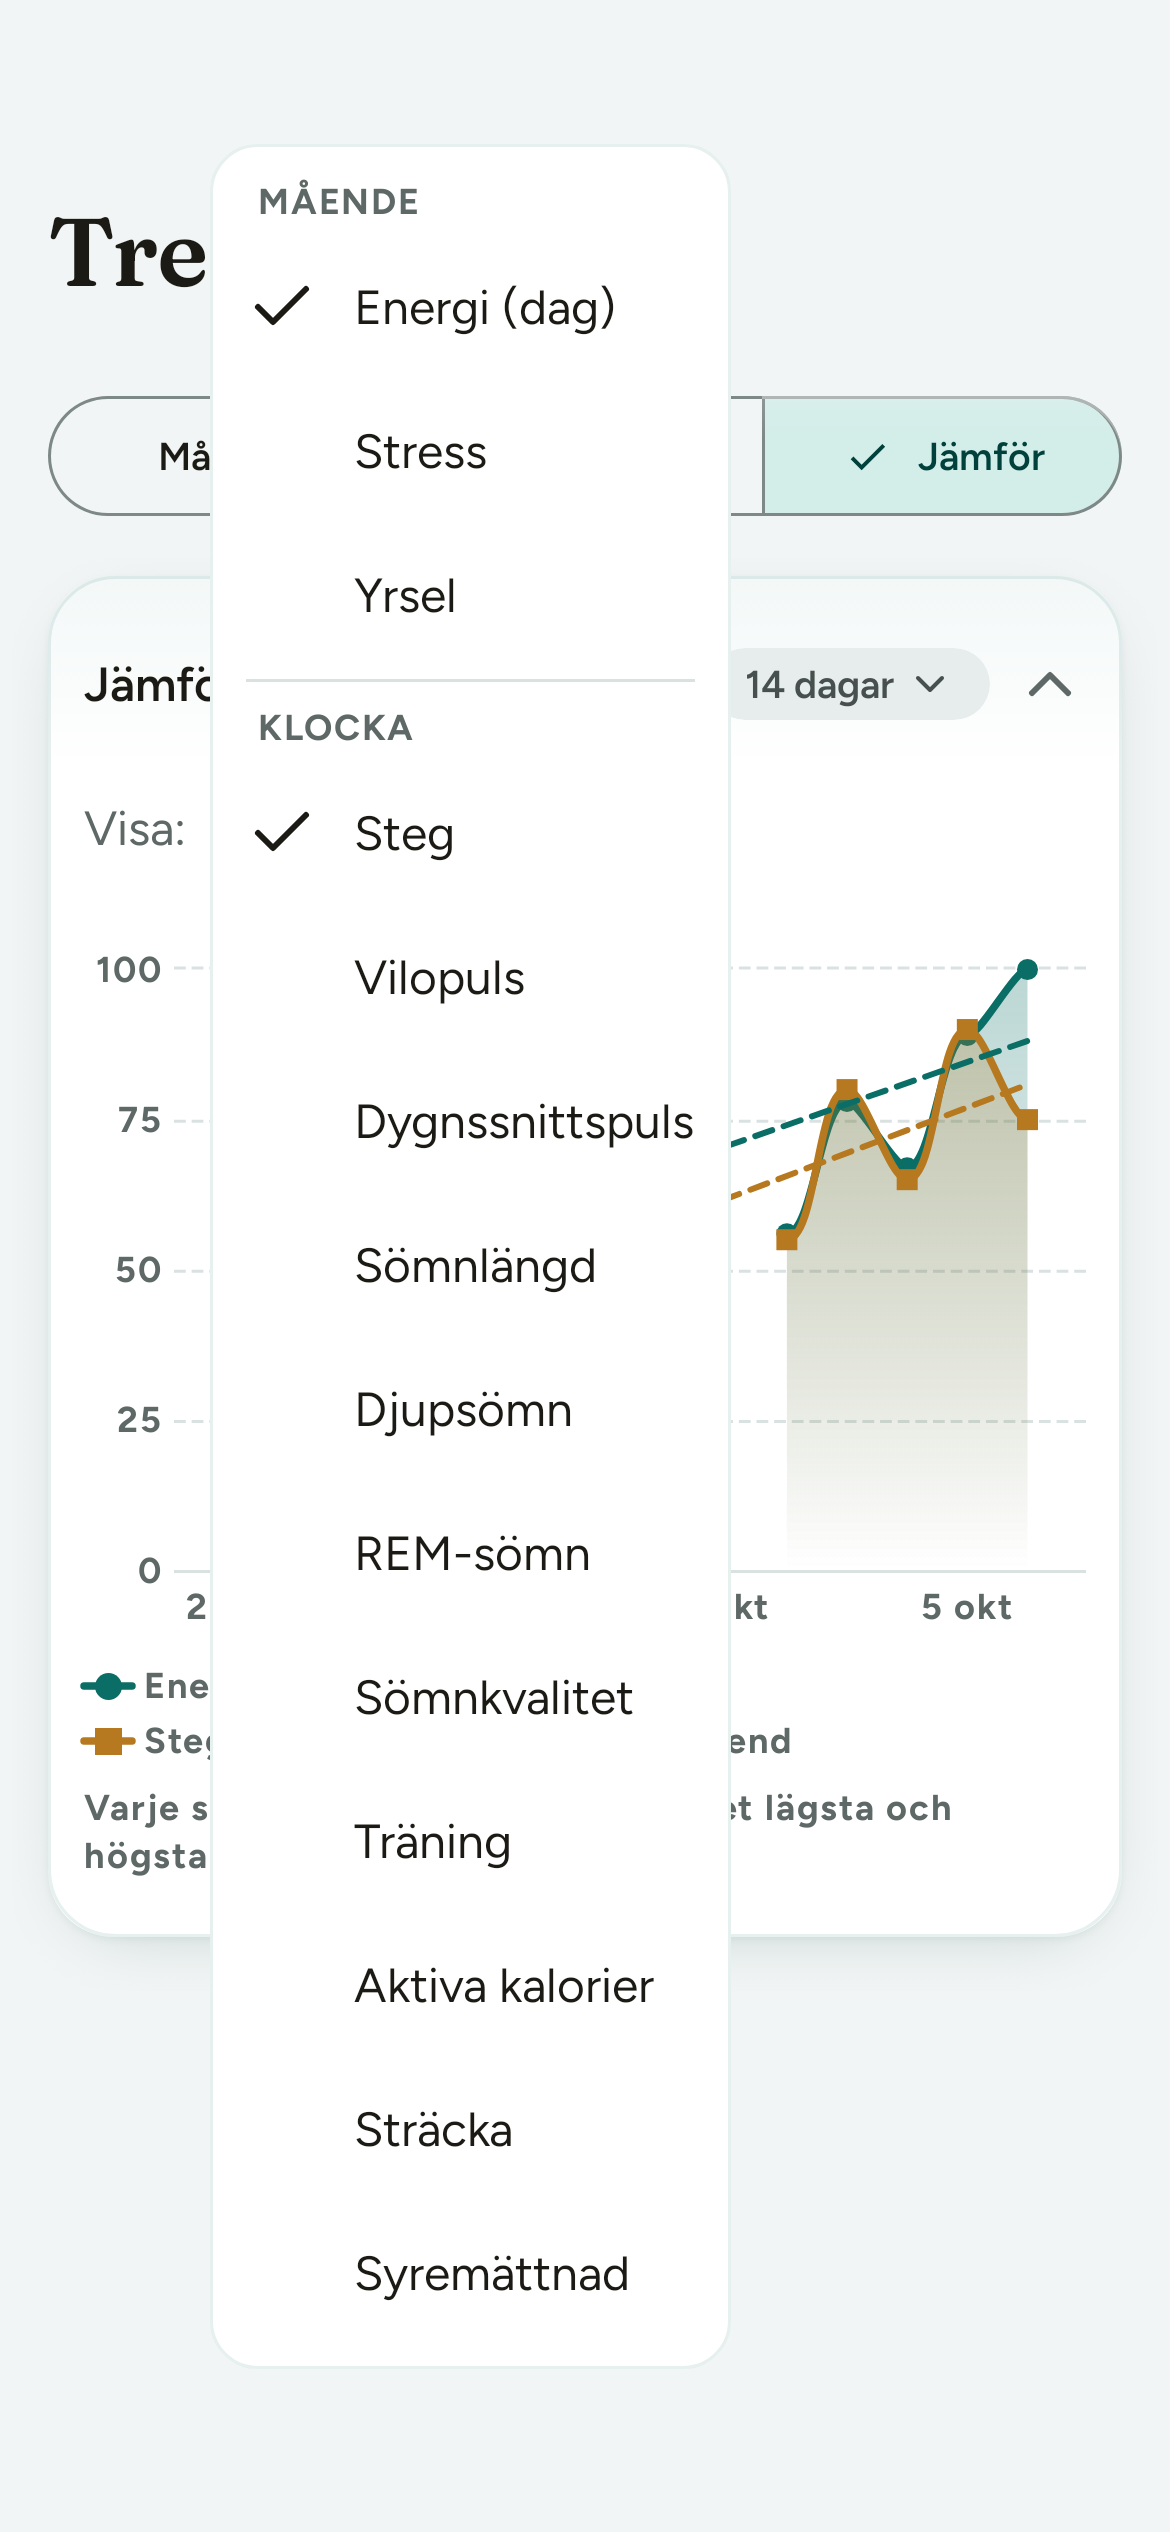 Tre
MÅENDE
Energi (dag)
Stress
Yrsel
KLOCKA
Steg
Vilopuls
Dygnssnittspuls
Sömnlängd
Djupsömn
REM-sömn
Sömnkvalitet
Träning
Aktiva kalorier
Sträcka
Syremättnad
Må
Jämför
Jämfö
14 dagar
Visa:
100
75
50
25
0
2
kt
5 okt
Ene
Steg
end
Varje s
et lägsta och
högsta